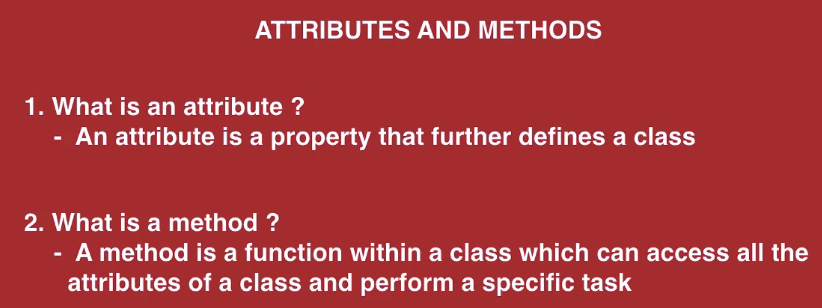 ATTRIBUTES AND METHODS
1. What is an attribute ?
- An attribute is a property that further defines a class
2. What is a method ?
- A method is a function within a class which can access all the
attributes of a class and perform a specific task